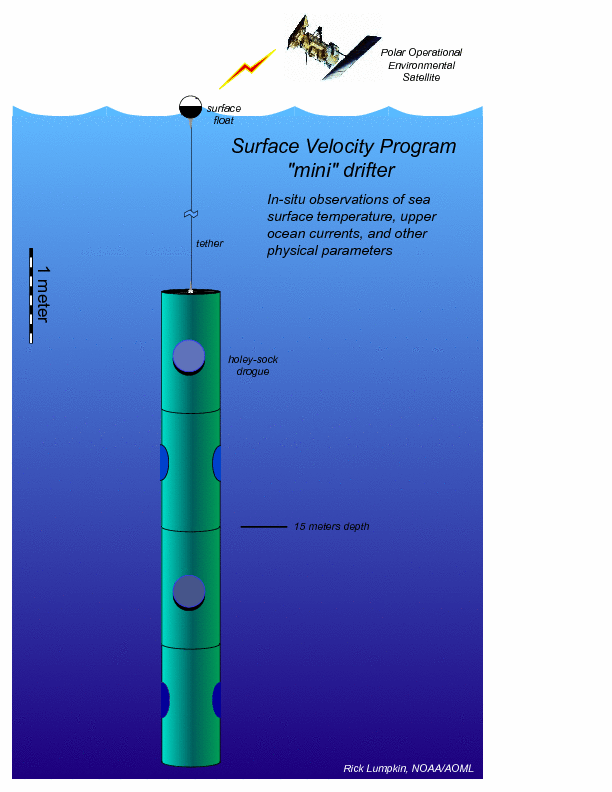 Polar Operational
Environmental
Satellite
surface
float
Surface Velocity Program
"mini" drifter
In-situ observations of sea
surface temperature, upper
ocean currents, and other
physical parameters
tether
1 meter
holey-sock
drogue
15 meters depth
Rick Lumpkin, NOAA/AOML